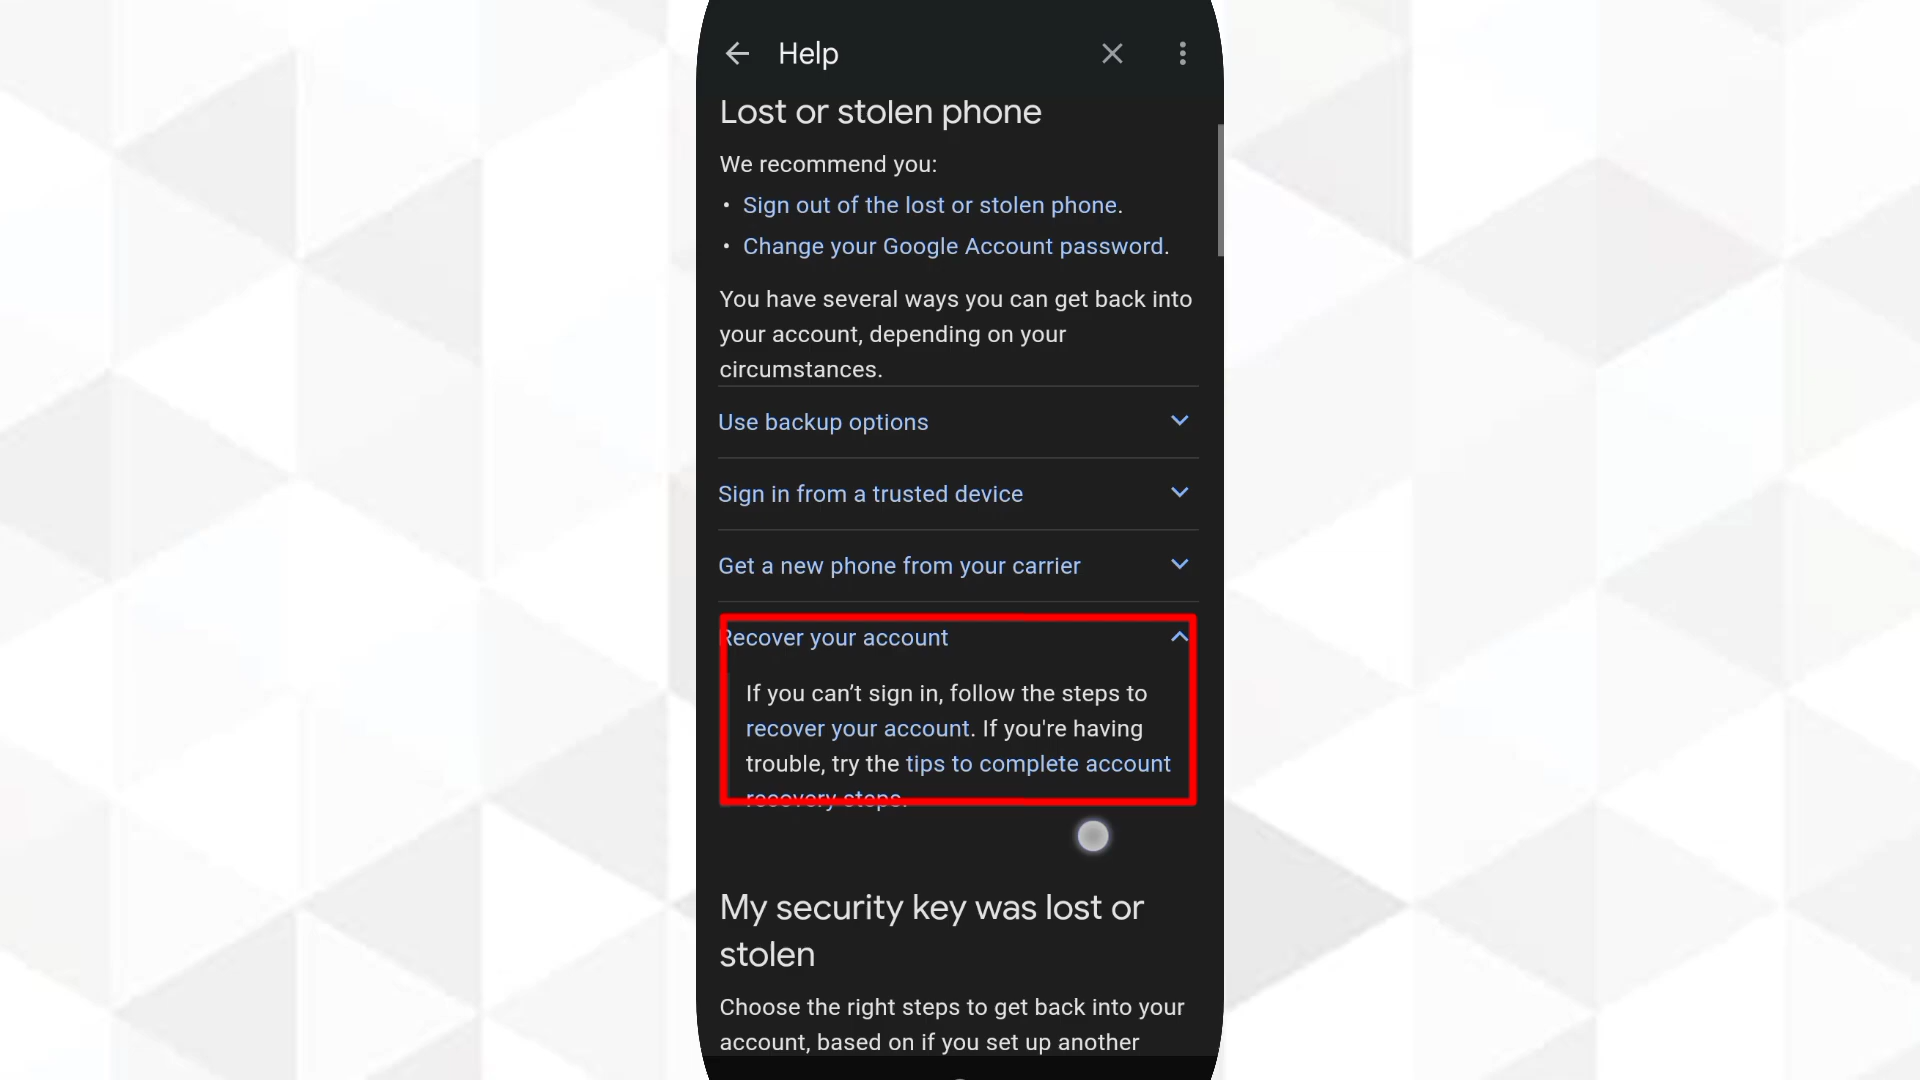 Help
Lost or stolen phone
We recommend you:
• Sign out of the lost or stolen phone.
• Change your Google Account password.
You have several ways you can get back into
your account, depending on your
circumstances.
Use backup options
Sign in from a trusted device
Get a new phone from your carrier
Recover your account
If you can’t sign in, follow the steps to
recover your account. If you're having
trouble, try the tips to complete account
recovery steps.
My security key was lost or
stolen
Choose the right steps to get back into your
account, based on if you set up another